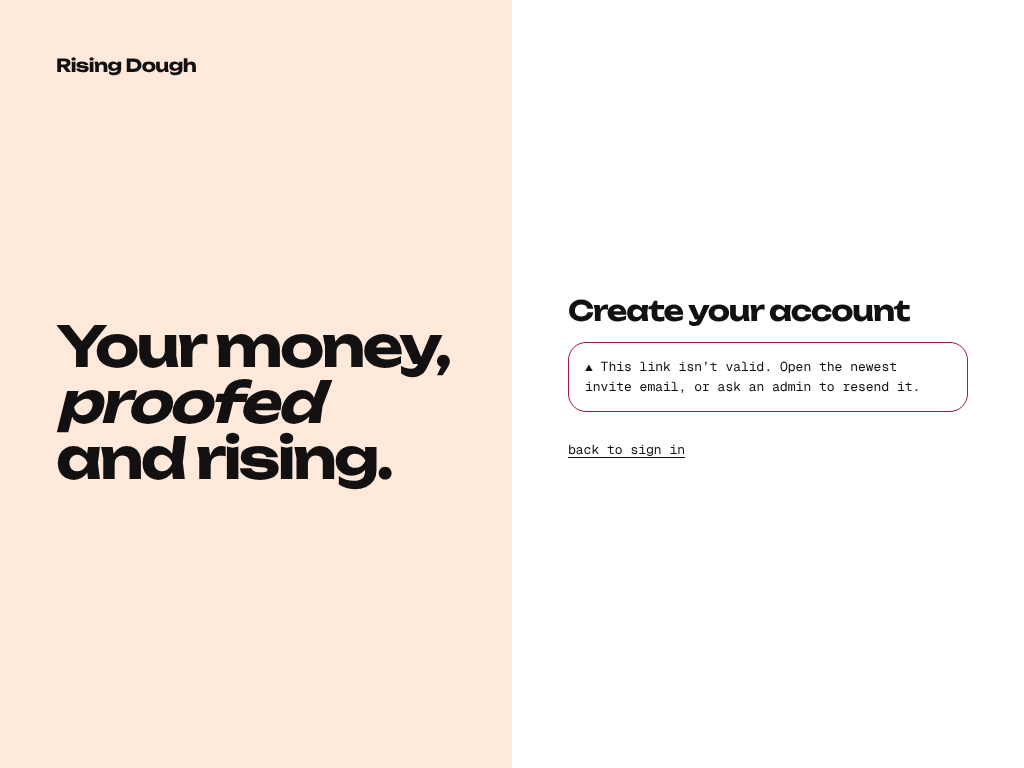 Rising Dough
Your money,
proofed
and rising.
Create your account
▲ This link isn’t valid. Open the newest
invite email, or ask an admin to resend it.
back to sign in